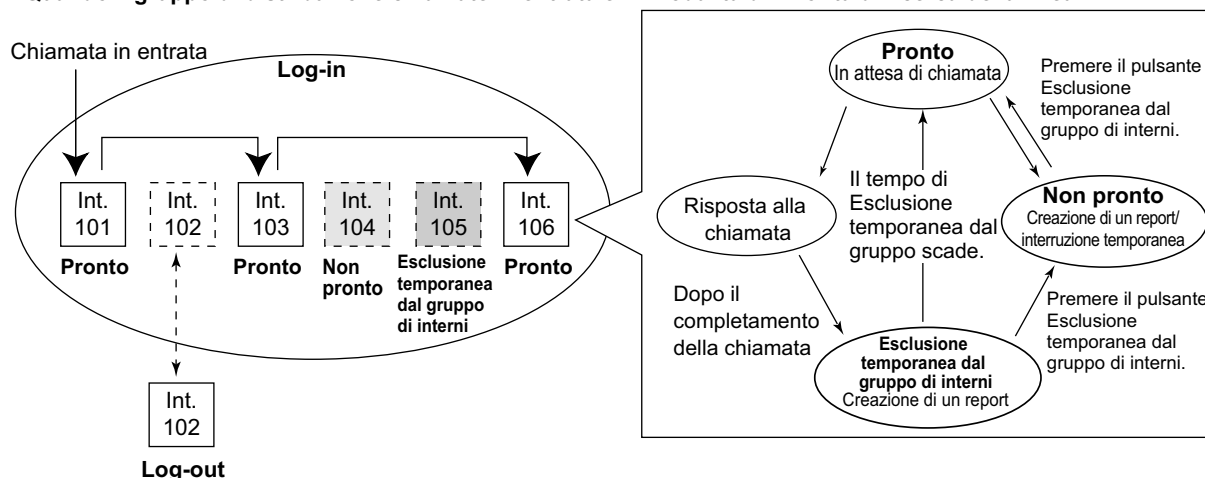 Chiamata in entrata
Log-in
Int.
101
Int.
102
Int.
103
Int.
104
Int.
105
Int.
106
Pronto
Pronto
Non
pronto
Esclusione
temporanea
dal gruppo
di interni
Pronto
Int.
102
Log-out
Pronto
In attesa di chiamata
Premere il pulsante
Esclusione
temporanea dal
gruppo di interni.
Risposta alla
chiamata
Il tempo di
Esclusione
temporanea dal
gruppo scade.
Non pronto
Creazione di un report/
interruzione temporanea
Dopo il
completamento
della chiamata
Esclusione
temporanea dal
gruppo di interni
Creazione di un report
Premere il pulsante
Esclusione
temporanea dal
gruppo di interni.